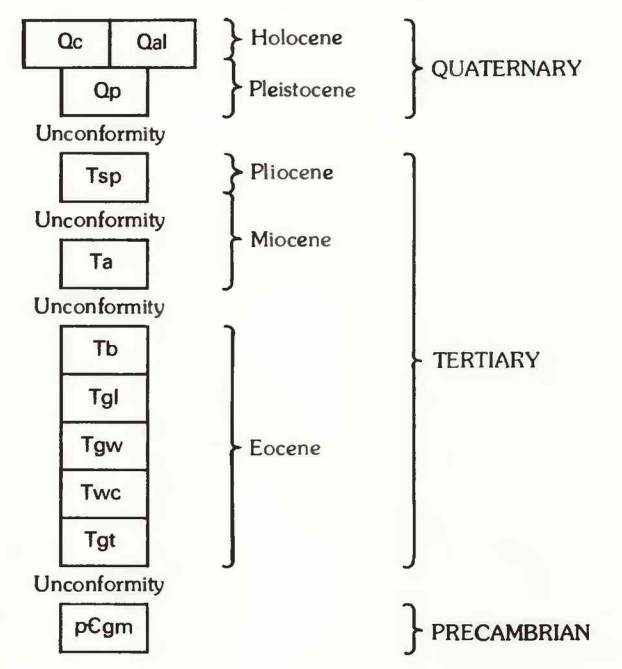 Qc Qal Holocene
QUATERNARY
Qp Pleistocene
Unconformity
Tsp Pliocene
Unconformity
Miocene
Ta
Unconformity
Tb
TERTIARY
Tgl
Tgw Eocene
Twc
Tgt
Unconformity
p€gm PRECAMBRIAN